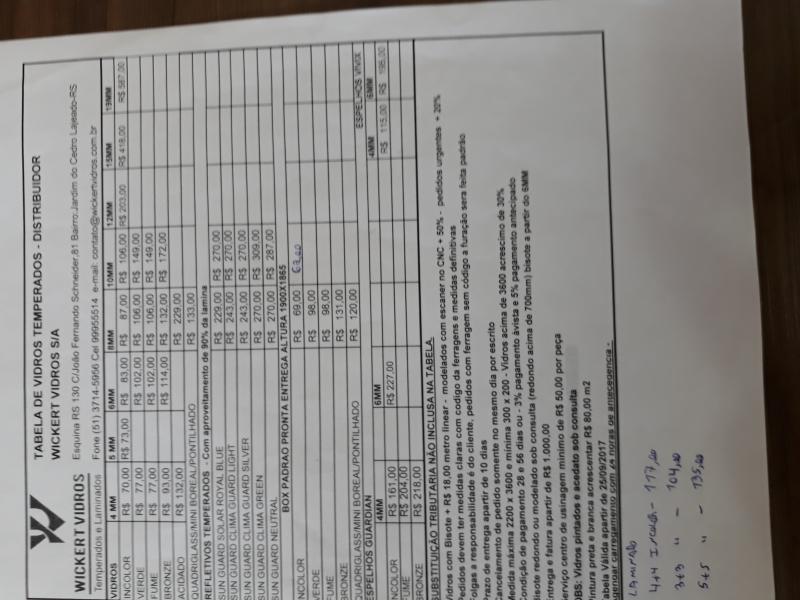 TABELA DE VIDROS TEMPERADOS - DISTRIBUIDOR
WICKERT VIDROS S/A
WICKERT VIDROS
Temperados e Laminados
Esquina RS 130 C/João Fernando Schneider,81 Bairro:Jardim do Cedro Lajeado-RS
Fone (51) 3714-5956 Cel 99955514 e-mail: contato@wickertvidros.com.br
VIDROS 4 MM 5 MM 6MM 8MM 10MM 12MM 15MM 19MM
INCOLOR R$ 70,00 R$ 73,00 R$ 83,00 R$ 87,00 R$ 106,00 R$ 203,00 R$ 418,00 R$ 587,00
VERDE R$ 77,00 R$ 102,00 R$ 106,00 R$ 149,00
FUME R$ 77,00 R$ 102,00 R$ 106,00 R$ 149,00
BRONZE R$ 93,00 R$ 114,00 R$ 132,00 R$ 172,00
ACIDADO R$ 132,00 R$ 229,00
QUADRIGLASS/MINI BOREAL/PONTILHADO R$ 133,00
REFLETIVOS TEMPERADOS - Com aproveitamento de 90% da lamina
SUN GUARD SOLAR ROYAL BLUE R$ 229,00 R$ 270,00
SUN GUARD CLIMA GUARD LIGHT R$ 243,00 R$ 270,00
SUN GUARD CLIMA GUARD SILVER R$ 243,00 R$ 270,00
SUN GUARD CLIMA GREEN R$ 270,00 R$ 309,00
SUN GUARD NEUTRAL R$ 270,00 R$ 287,00
BOX PADRAO PRONTA ENTREGA ALTURA 1900X1865
INCOLOR R$ 69,00
VERDE R$ 98,00
FUME R$ 98,00
BRONZE R$ 131,00
QUADRIGLASS/MINI BOREAL/PONTILHADO R$ 120,00
ESPELHOS GUARDIAN ESPELHOS VIVIX
4MM 6MM 4MM 6MM
INCOLOR R$ 161,00 R$ 227,00 R$ 115,00 R$ 195,00
FUME R$ 204,00
BRONZE R$ 218,00
SUBSTITUIÇÃO TRIBUTARIA NÃO INCLUSA NA TABELA
Vidros com Bisote + R$ 18,00 metro linear - modelados com escaner no CNC + 50% - pedidos urgentes + 20%
Pedidos devem ter medidas claras com codigo da ferragens e medidas definitivas
Folgas a responsabilidade é do cliente, pedidos com ferragem sem código a furação sera feita padrão
Prazo de entrega apartir de 10 dias
Cancelamento de pedido somente no mesmo dia por escrito
Medida máxima 2200 x 3600 e mínima 300 x 200 - Vidros acima de 3600 acrescimo de 30%
Condição de pagamento 28 e 56 dias ou - 3% pagamento ávista e 5% pagamento antecipado
Bisote redondo ou modelado sob consulta (redondo acima de 700mm) bisote a partir do 6MM
Entrega e fatura apartir de R$ 1.000.00
Serviço centro de usinagem mínimo de R$ 50,00 por peça
OBS: Vidros pintados e acedato sob consulta
Pintura preta e branca acrescentar R$ 80,00 m2
Tabela Válida apartir de 25/09/2017
carregamento com 24 horas de antecegencia -
LAMINADO
4+4 INCOLOR - 117,00
3+3 " - 104,00
5+5 " - 135,00